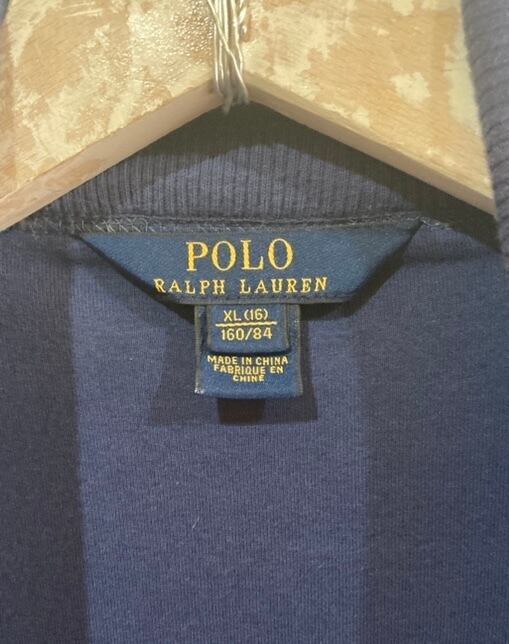 POLO
RALPH LAUREN
XL (16)
160/84
MADE IN CHINA
FABRIQUE EN
CHINE